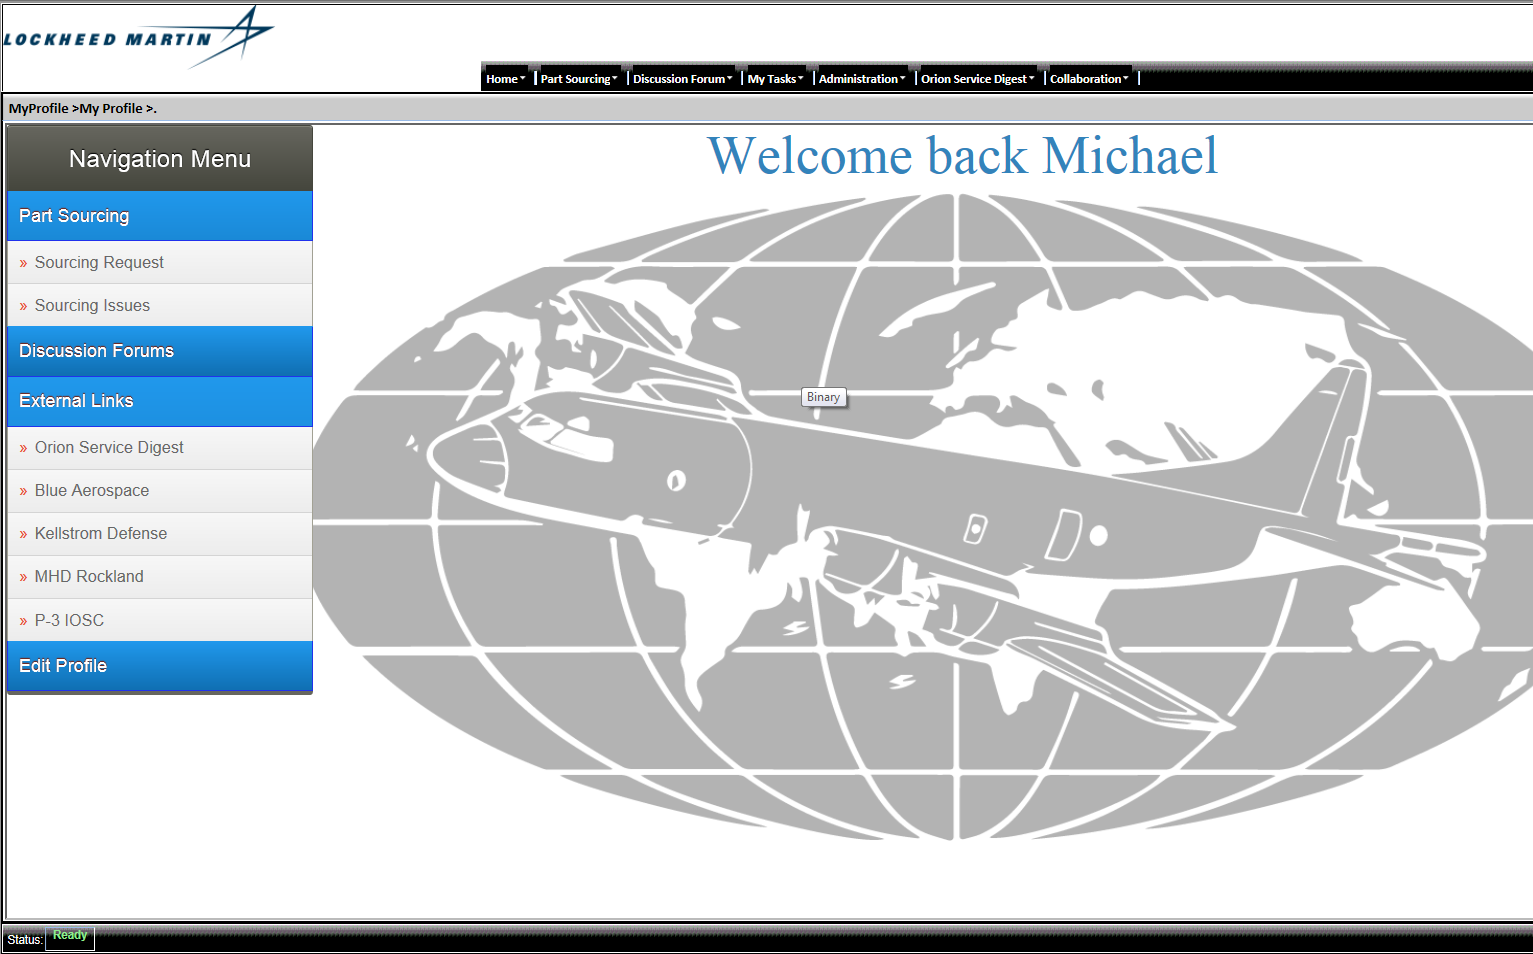 LOCKHEED MARTIN
Home Part Sourcing Discussion Forum My Tasks Administration Orion Service Digest Collaboration
MyProfile >My Profile >.
Navigation Menu
Part Sourcing
» Sourcing Request
» Sourcing Issues
Discussion Forums
External Links
» Orion Service Digest
» Blue Aerospace
» Kellstrom Defense
» MHD Rockland
» P-3 IOSC
Edit Profile
Welcome back Michael
Binary
Status: Ready